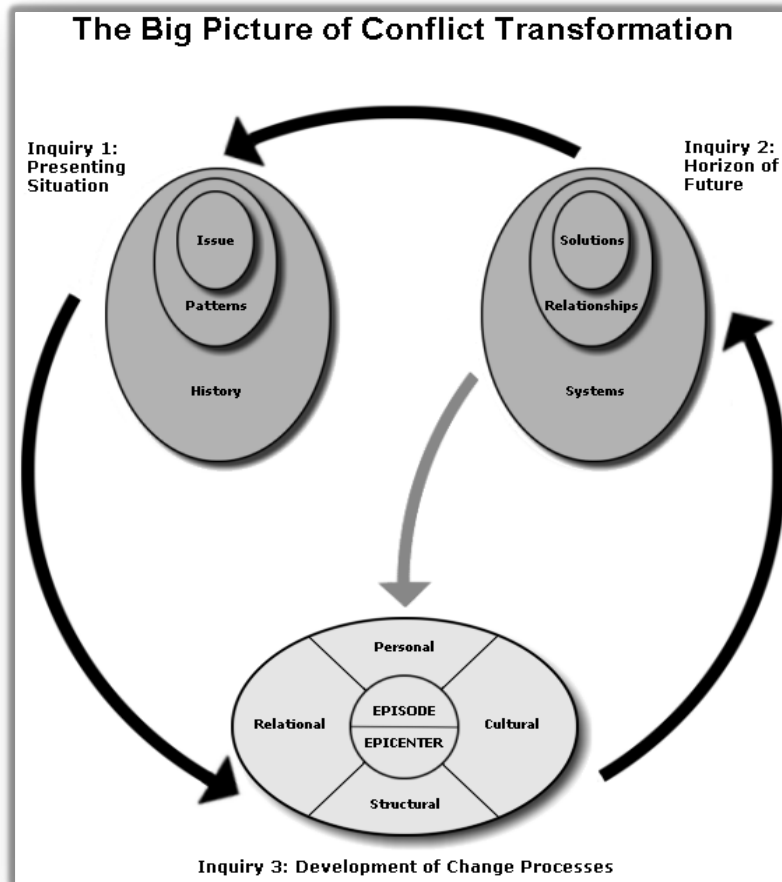 The Big Picture of Conflict Transformation
Inquiry 1:
Presenting
Situation
Inquiry 2:
Horizon of
Future
Issue
Patterns
History
Solutions
Relationships
Systems
Personal
Relational
EPISODE
EPICENTER
Cultural
Structural
Inquiry 3: Development of Change Processes